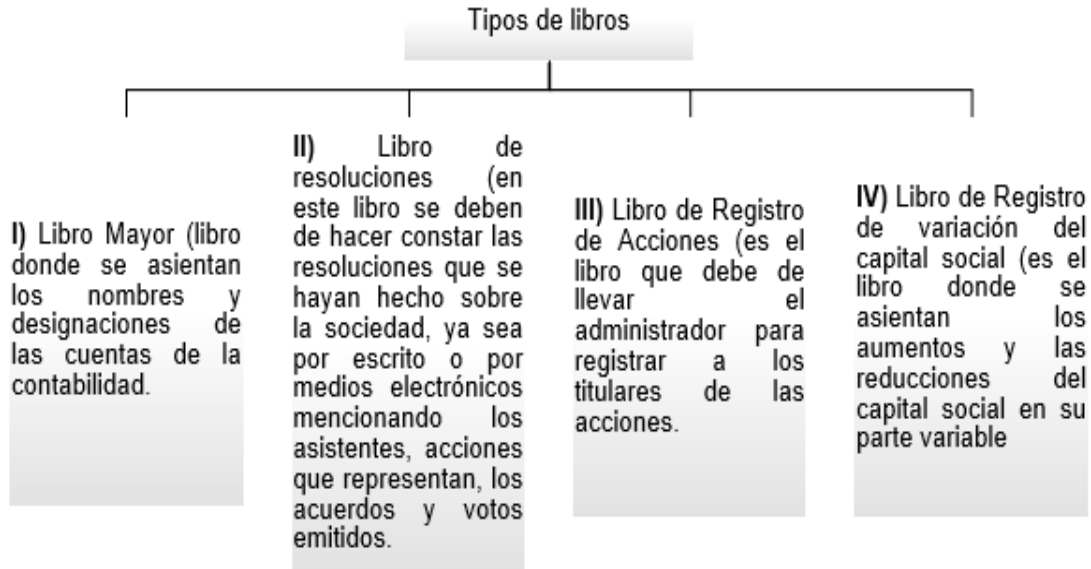 Tipos de libros
I) Libro Mayor (libro
donde se asientan
los nombres y
designaciones de
las cuentas de la
contabilidad.
II) Libro de
resoluciones (en
este libro se deben
de hacer constar las
resoluciones que se
hayan hecho sobre
la sociedad, ya sea
por escrito o por
medios electrónicos
mencionando los
asistentes, acciones
que representan, los
acuerdos y votos
emitidos.
III) Libro de Registro
de Acciones (es el
libro que debe de
llevar el
administrador para
registrar a los
titulares de las
acciones.
IV) Libro de Registro
de variación del
capital social (es el
libro donde se
asientan los
aumentos y las
reducciones del
capital social en su
parte variable